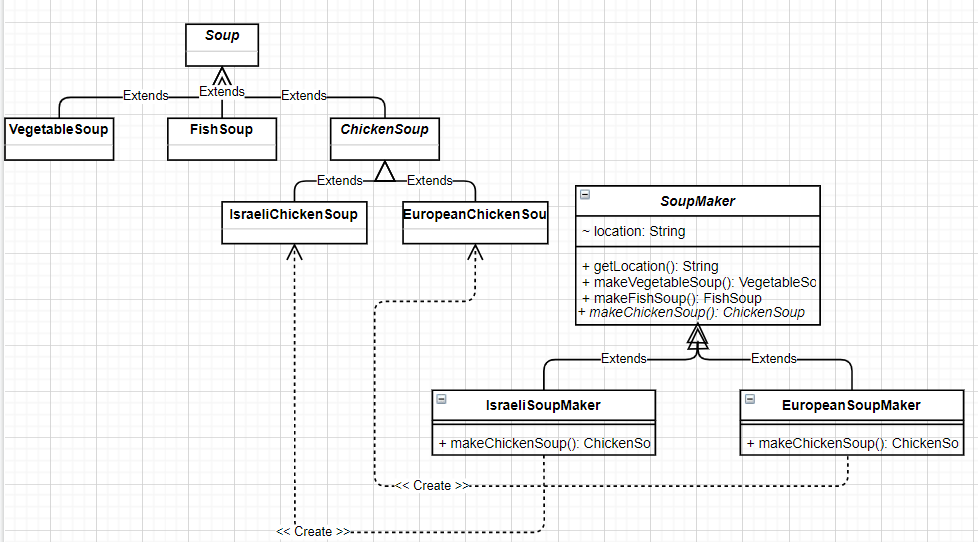 Soup
Extends
Extends
Extends
VegetableSoup
FishSoup
ChickenSoup
Extends
Extends
IsraeliChickenSoup
EuropeanChickenSou
SoupMaker
~ location: String
+ getLocation(): String
+ makeVegetableSoup(): VegetableSo
+ makeFishSoup(): FishSoup
+ makeChickenSoup(): ChickenSoup
Extends
Extends
IsraeliSoupMaker
+ makeChickenSoup(): ChickenSo
EuropeanSoupMaker
+ makeChickenSoup(): ChickenSo
<< Create >>
<< Create >>